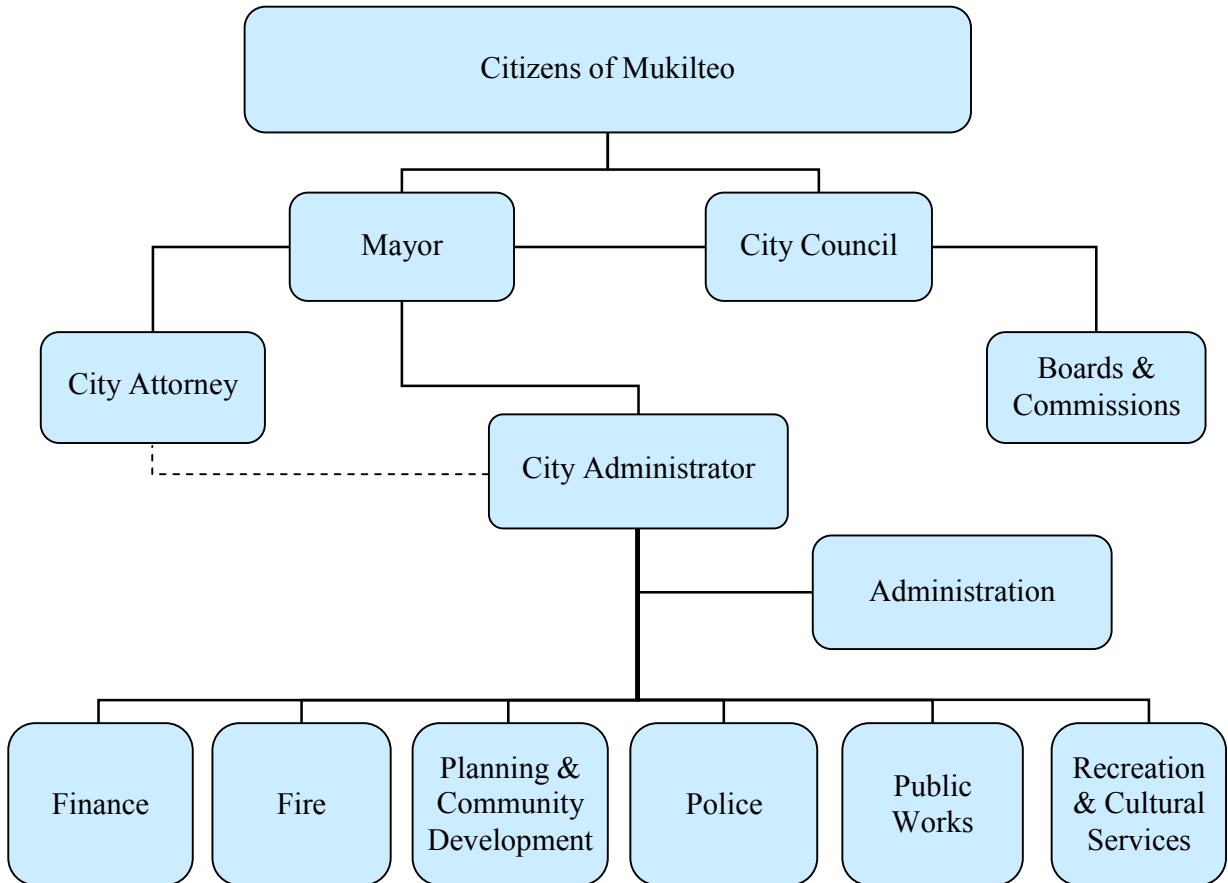 Citizens of Mukilteo
Mayor
City Council
City Attorney
Boards &
Commissions
City Administrator
Administration
Finance
Fire
Planning &
Community
Development
Police
Public
Works
Recreation
& Cultural
Services